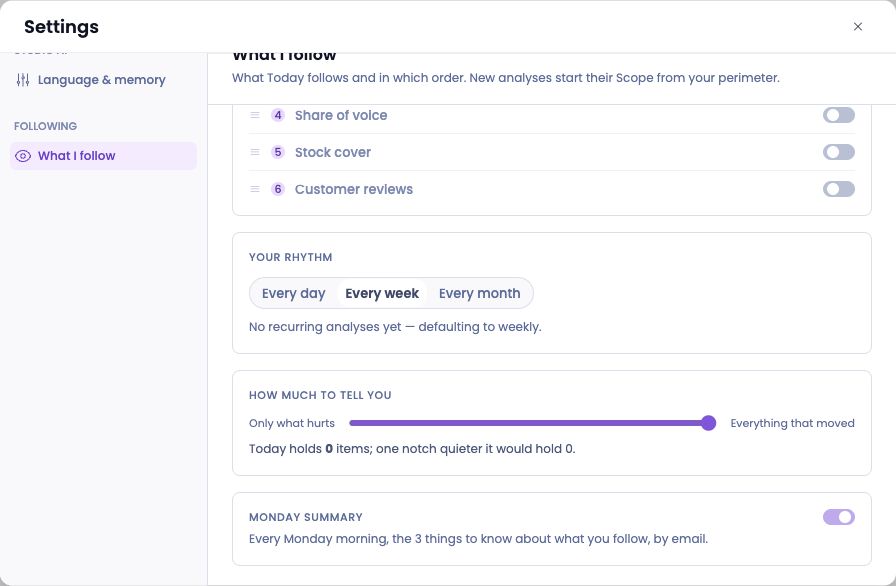 Settings
Language & memory
FOLLOWING
What I follow
What I follow
What Today follows and in which order. New analyses start their Scope from your perimeter.
4 Share of voice
5 Stock cover
6 Customer reviews
YOUR RHYTHM
Every day Every week Every month
No recurring analyses yet — defaulting to weekly.
HOW MUCH TO TELL YOU
Only what hurts Everything that moved
Today holds 0 items; one notch quieter it would hold 0.
MONDAY SUMMARY
Every Monday morning, the 3 things to know about what you follow, by email.